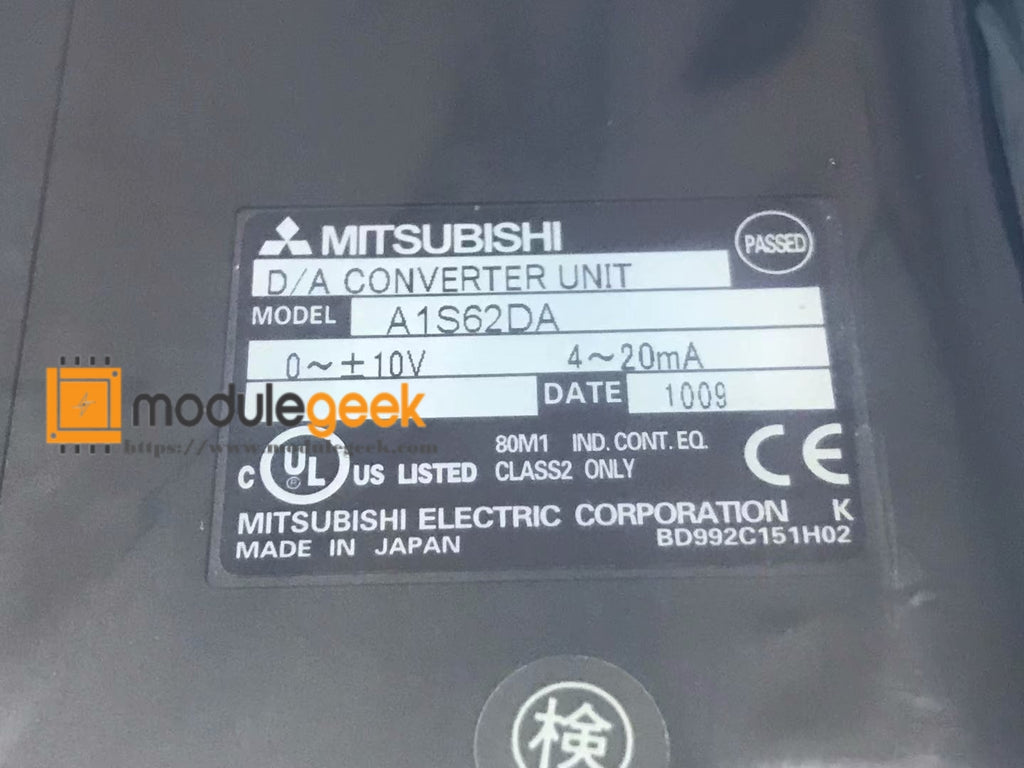 MITSUBISHI
PASSED
D/A CONVERTER UNIT
MODEL A1S62DA
0~±10V 4~20mA
DATE 1009
modulegeek
https://www.modulegeek.com
C UL ® US LISTED 80M1 IND. CONT. EQ.
CLASS2 ONLY
CE
MITSUBISHI ELECTRIC CORPORATION K
MADE IN JAPAN BD992C151H02
検